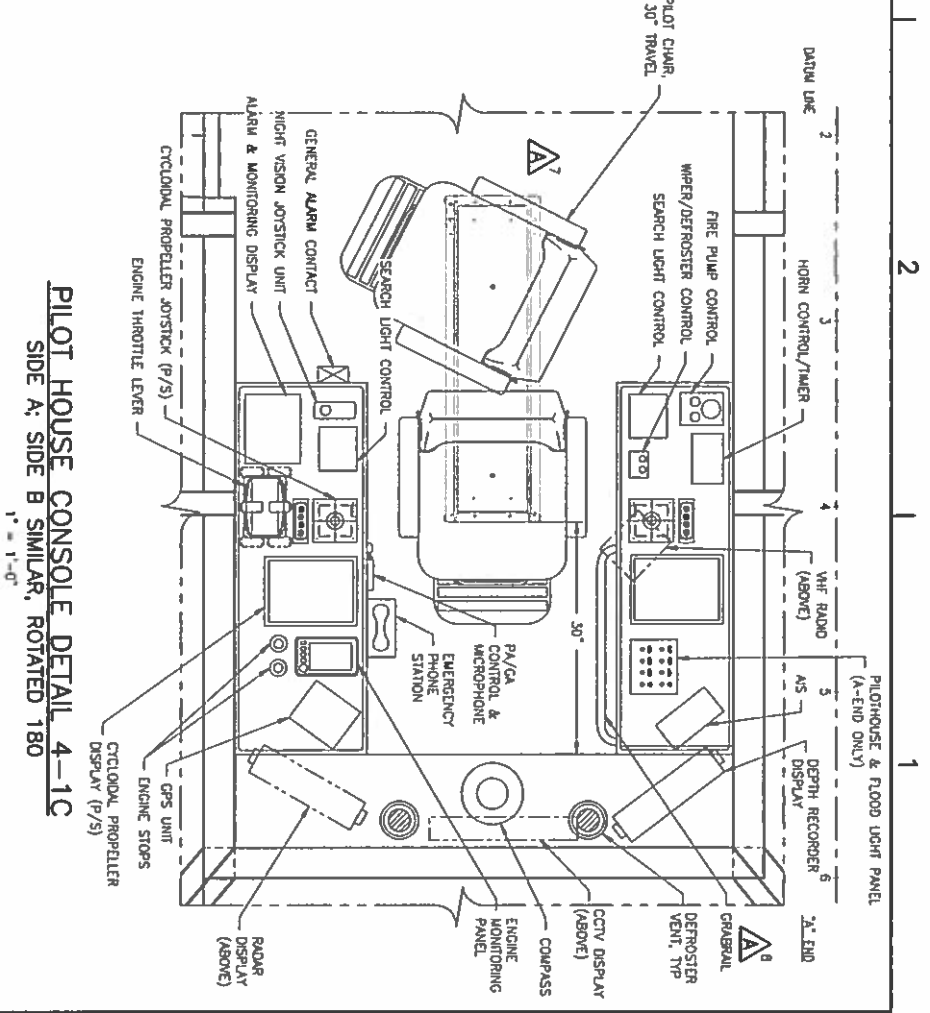 2
1
DATUM LINE
2
3
4
5
6
"A" END
PILOT CHAIR,
30" TRAVEL
FIRE PUMP CONTROL
WIPER/DEFROSTER CONTROL
SEARCH LIGHT CONTROL
HORN CONTROL/TIMER
VHF RADIO
(ABOVE)
PILOTHOUSE & FLOOD LIGHT PANEL
(A-END ONLY)
AIS
DEPTH RECORDER
DISPLAY
GRABRAIL
A
8
DEFROSTER
VENT, TYP
CCTV DISPLAY
(ABOVE)
COMPASS
ENGINE
MONITORING
PANEL
RADAR
DISPLAY
(ABOVE)
A
7
30"
SEARCH LIGHT CONTROL
GENERAL ALARM CONTACT
NIGHT VISION JOYSTICK UNIT
ALARM & MONITORING DISPLAY
CYCLOIDAL PROPELLER JOYSTICK (P/S)
ENGINE THROTTLE LEVER
PA/GA
CONTROL &
MICROPHONE
EMERGENCY
PHONE
STATION
GPS UNIT
ENGINE STOPS
CYCLOIDAL PROPELLER
DISPLAY (P/S)
PILOT HOUSE CONSOLE DETAIL 4-1C
SIDE A; SIDE B SIMILAR, ROTATED 180
1" = 1'-0"